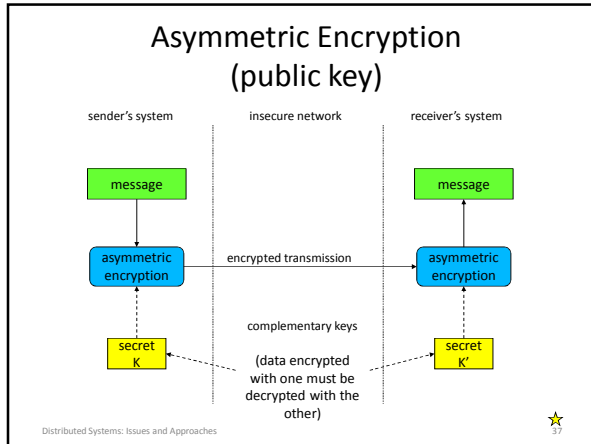 Asymmetric Encryption
(public key)
sender's system
insecure network
receiver's system
message
message
asymmetric
encryption
encrypted transmission
asymmetric
encryption
complementary keys
(data encrypted
with one must be
decrypted with the
other)
secret
K
secret
K'
Distributed Systems: Issues and Approaches
37